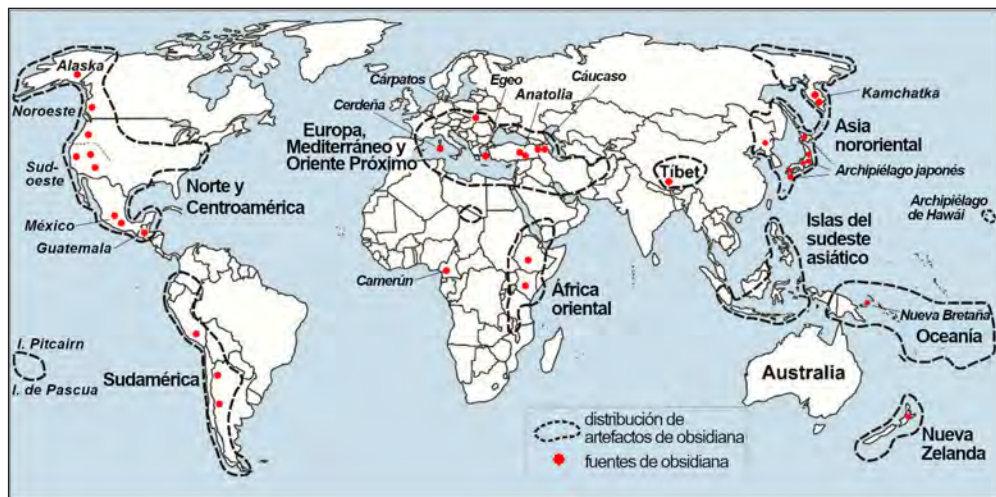 Alaska
Noroeste
Sud-
oeste
Norte y
Centroamérica
México
Guatemala
I. Pitcairn
I. de Pascua
Sudamérica
Cárpatos
Cerdeña
Egeo
Cáucaso
Anatolia
Europa,
Mediterráneo y
Oriente Próximo
Camerún
África
oriental
Tíbet
Kamchatka
Asia
nororiental
Archipiélago japonés
Archipiélago
de Hawái
Islas del
sudeste
asiático
Nueva Bretaña
Oceanía
Australia
Nueva
Zelanda
distribución de
artefactos de obsidiana
fuentes de obsidiana